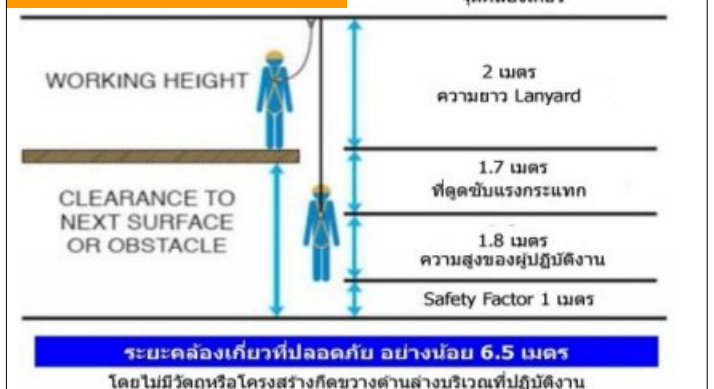 WORKING HEIGHT
2 เมตร
ความยาว Lanyard
1.7 เมตร
ที่ดูดซับแรงกระแทก
CLEARANCE TO
NEXT SURFACE
OR OBSTACLE
1.8 เมตร
ความสูงของผู้ปฏิบัติงาน
Safety Factor 1 เมตร
ระยะคล้องเกี่ยวที่ปลอดภัย อย่างน้อย 6.5 เมตร
โดยไม่มีวัตถุหรือโครงสร้างกีดขวางด้านล่างบริเวณที่ปฏิบัติงาน